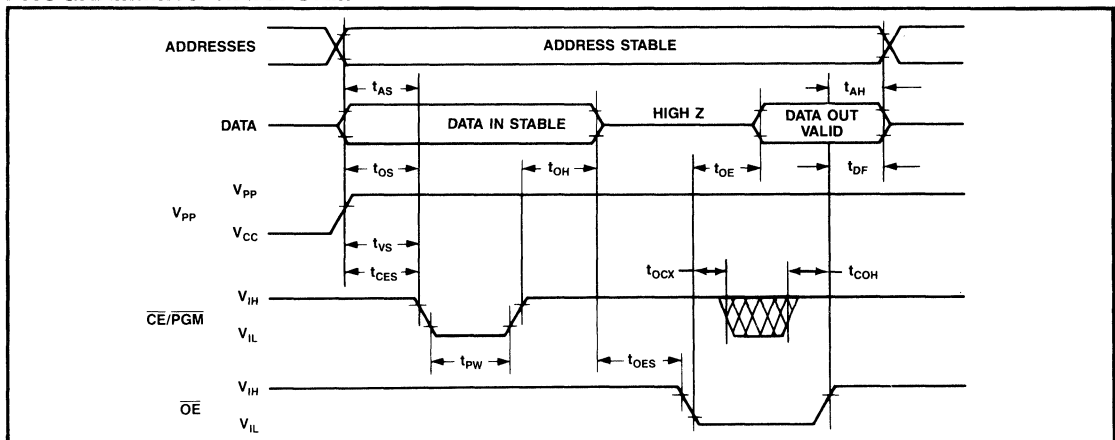 ADDRESSES
ADDRESS STABLE
tAS
tAH
DATA
DATA IN STABLE
HIGH Z
DATA OUT
VALID
tOS
tOH
tOE
tDF
VPP
VPP
VCC
tVS
tCES
tOCX
tCOH
CE/PGM
VIH
VIL
tPW
tOES
OE
VIH
VIL